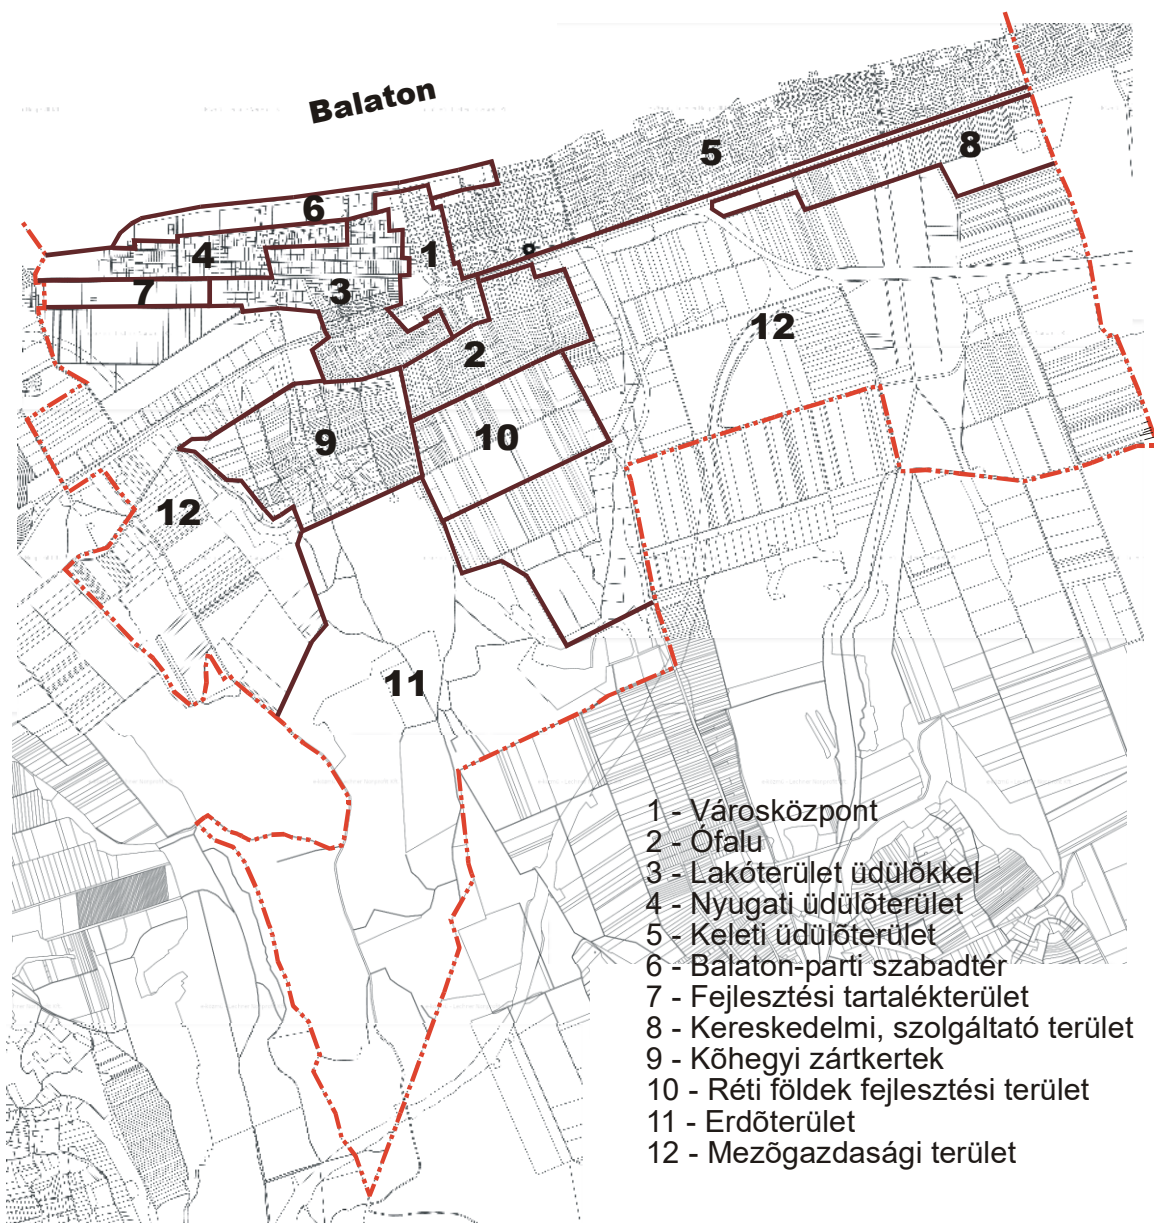 Balaton
5
8
6
1
8
4
7
3
12
2
9
10
12
11
1 - Városközpont
2 - Ófalu
3 - Lakóterület üdülõkkel
4 - Nyugati üdülõterület
5 - Keleti üdülõterület
6 - Balaton-parti szabadtér
7 - Fejlesztési tartalékterület
8 - Kereskedelmi, szolgáltató terület
9 - Kõhegyi zártkertek
10 - Réti földek fejlesztési terület
11 - Erdõterület
12 - Mezõgazdasági terület